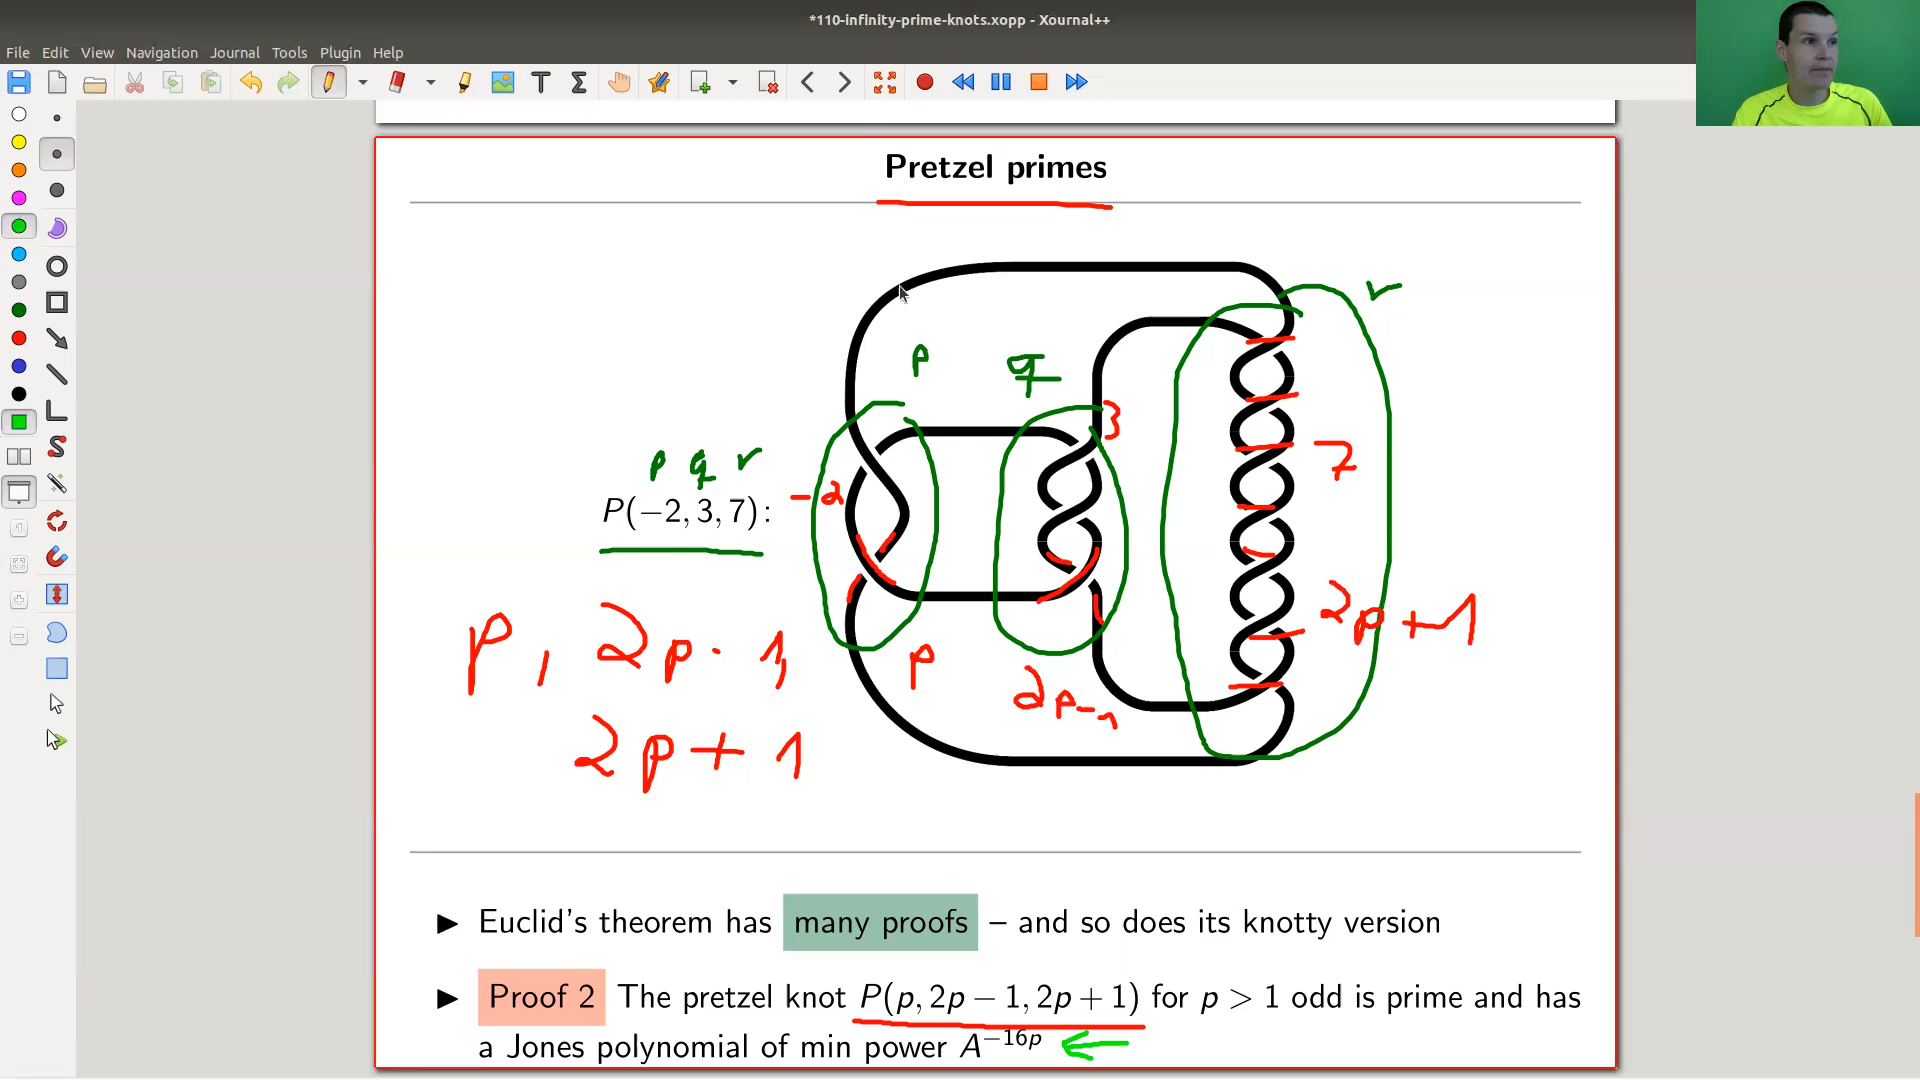 *110-infinity-prime-knots.xopp - Xournal++
File Edit View Navigation Journal Tools Plugin Help
Pretzel primes
r
p q
3
p q r
7
P(−2, 3, 7): -2
2p+1
p, 2p-1, p
2p-1
2p+1
▶ Euclid's theorem has many proofs – and so does its knotty version
▶ Proof 2 The pretzel knot P(p, 2p − 1, 2p + 1) for p > 1 odd is prime and has
a Jones polynomial of min power A⁻¹⁶ᵖ